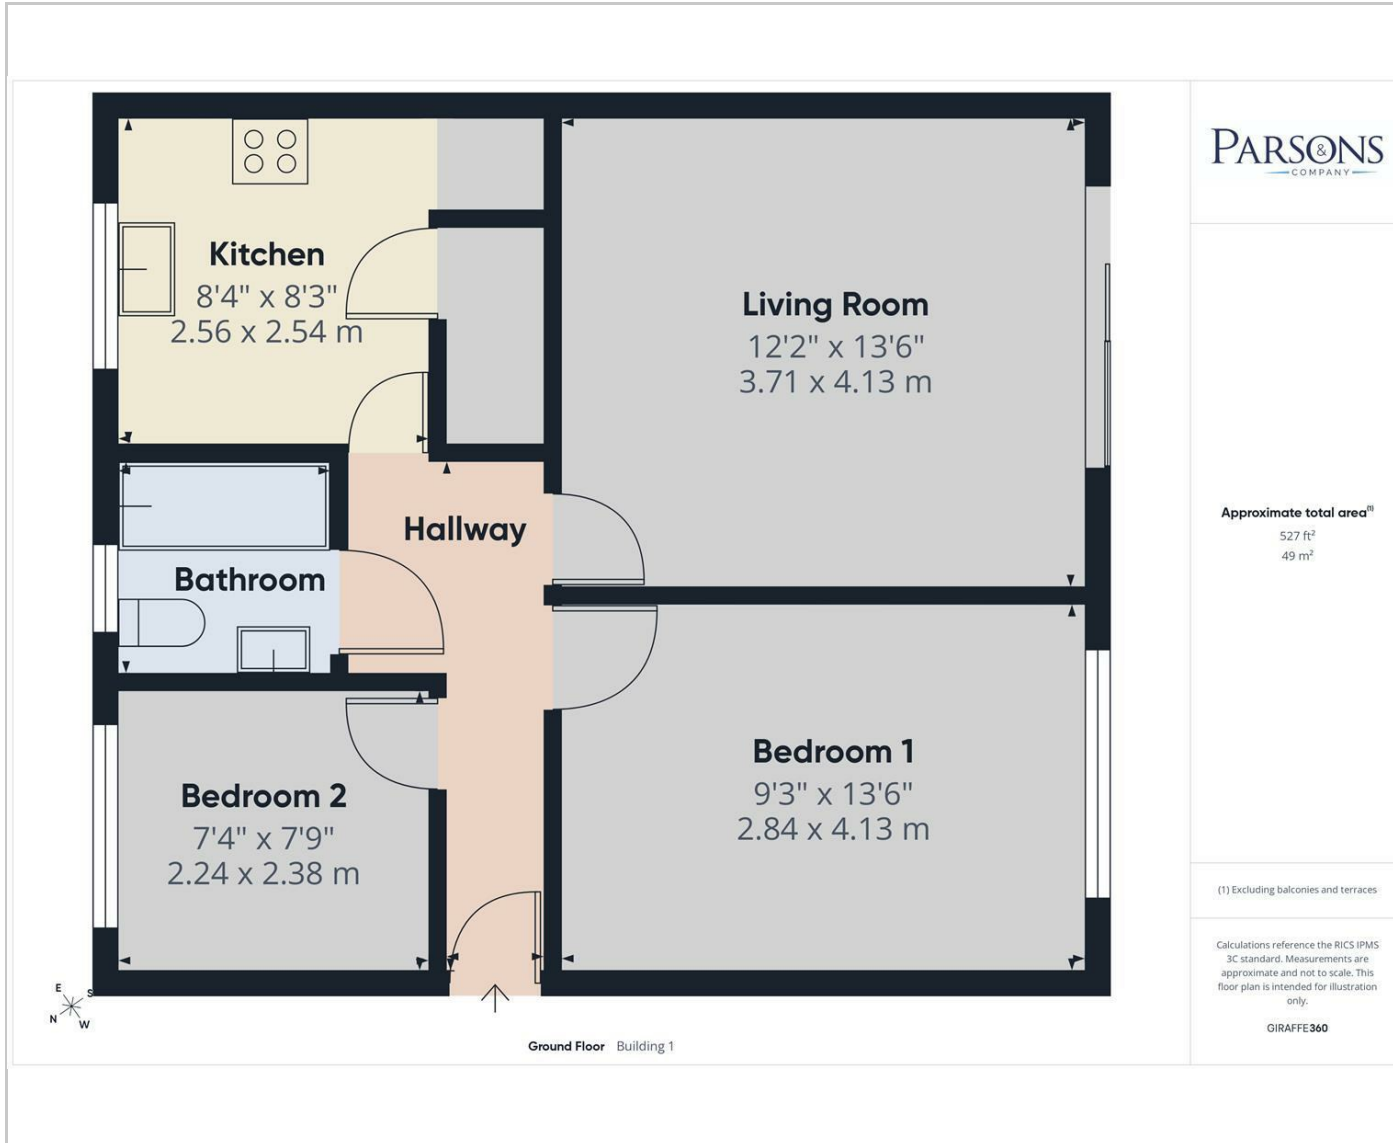 Kitchen
8'4" x 8'3"
2.56 x 2.54 m
Living Room
12'2" x 13'6"
3.71 x 4.13 m
Hallway
Bathroom
Bedroom 1
9'3" x 13'6"
2.84 x 4.13 m
Bedroom 2
7'4" x 7'9"
2.24 x 2.38 m
E
S
N
W
Ground Floor Building 1
PARSONS
&
COMPANY
Approximate total area(1)
527 ft²
49 m²
(1) Excluding balconies and terraces
Calculations reference the RICS IPMS
3C standard. Measurements are
approximate and not to scale. This
floor plan is intended for illustration
only.
GIRAFFE360